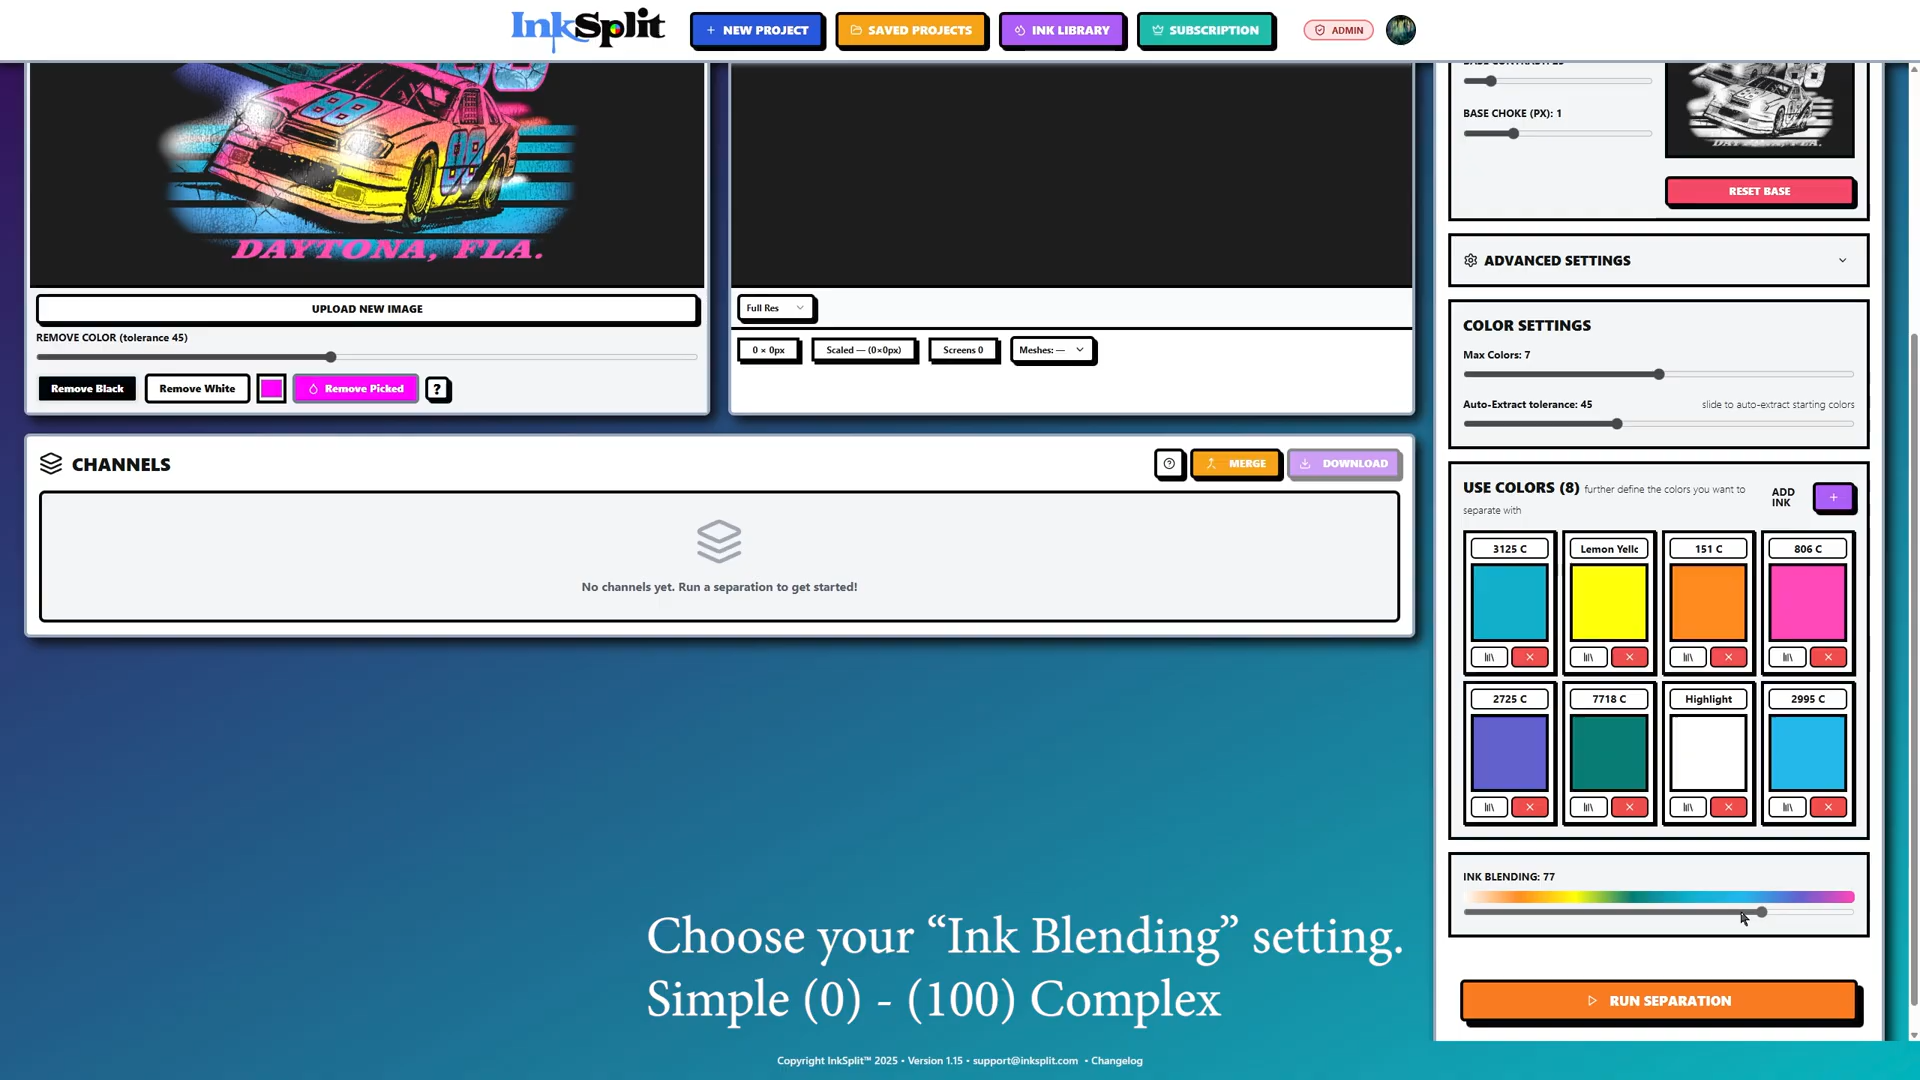 InkSplit
NEW PROJECT
SAVED PROJECTS
INK LIBRARY
SUBSCRIPTION
ADMIN
88
88
DAYTONA, FLA.
UPLOAD NEW IMAGE
REMOVE COLOR (tolerance 45)
Remove Black
Remove White
Remove Picked
?
Full Res
0 × 0px
Scaled — (0×0px)
Screens 0
Meshes: —
CHANNELS
MERGE
DOWNLOAD
No channels yet. Run a separation to get started!
BASE CHOKE (PX): 1
DAYTONA, FLA.
RESET BASE
ADVANCED SETTINGS
COLOR SETTINGS
Max Colors: 7
Auto-Extract tolerance: 45
slide to auto-extract starting colors
USE COLORS (8) further define the colors you want to
separate with
ADD
INK
3125 C
Lemon Yellc
151 C
806 C
2725 C
7718 C
Highlight
2995 C
INK BLENDING: 77
RUN SEPARATION
Choose your “Ink Blending” setting.
Simple (0) - (100) Complex
Copyright InkSplit™ 2025 • Version 1.15 • support@inksplit.com • Changelog